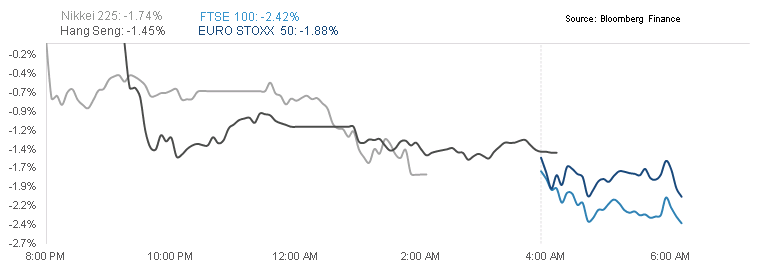 Nikkei 225: -1.74%
FTSE 100: -2.42%
Source: Bloomberg Finance
Hang Seng: -1.45%
EURO STOXX 50: -1.88%
-0.2%
-0.4%
-0.7%
-0.9%
-1.2%
-1.4%
-1.7%
-1.9%
-2.2%
-2.4%
-2.7%
8:00 PM
10:00 PM
12:00 AM
2:00 AM
4:00 AM
6:00 AM